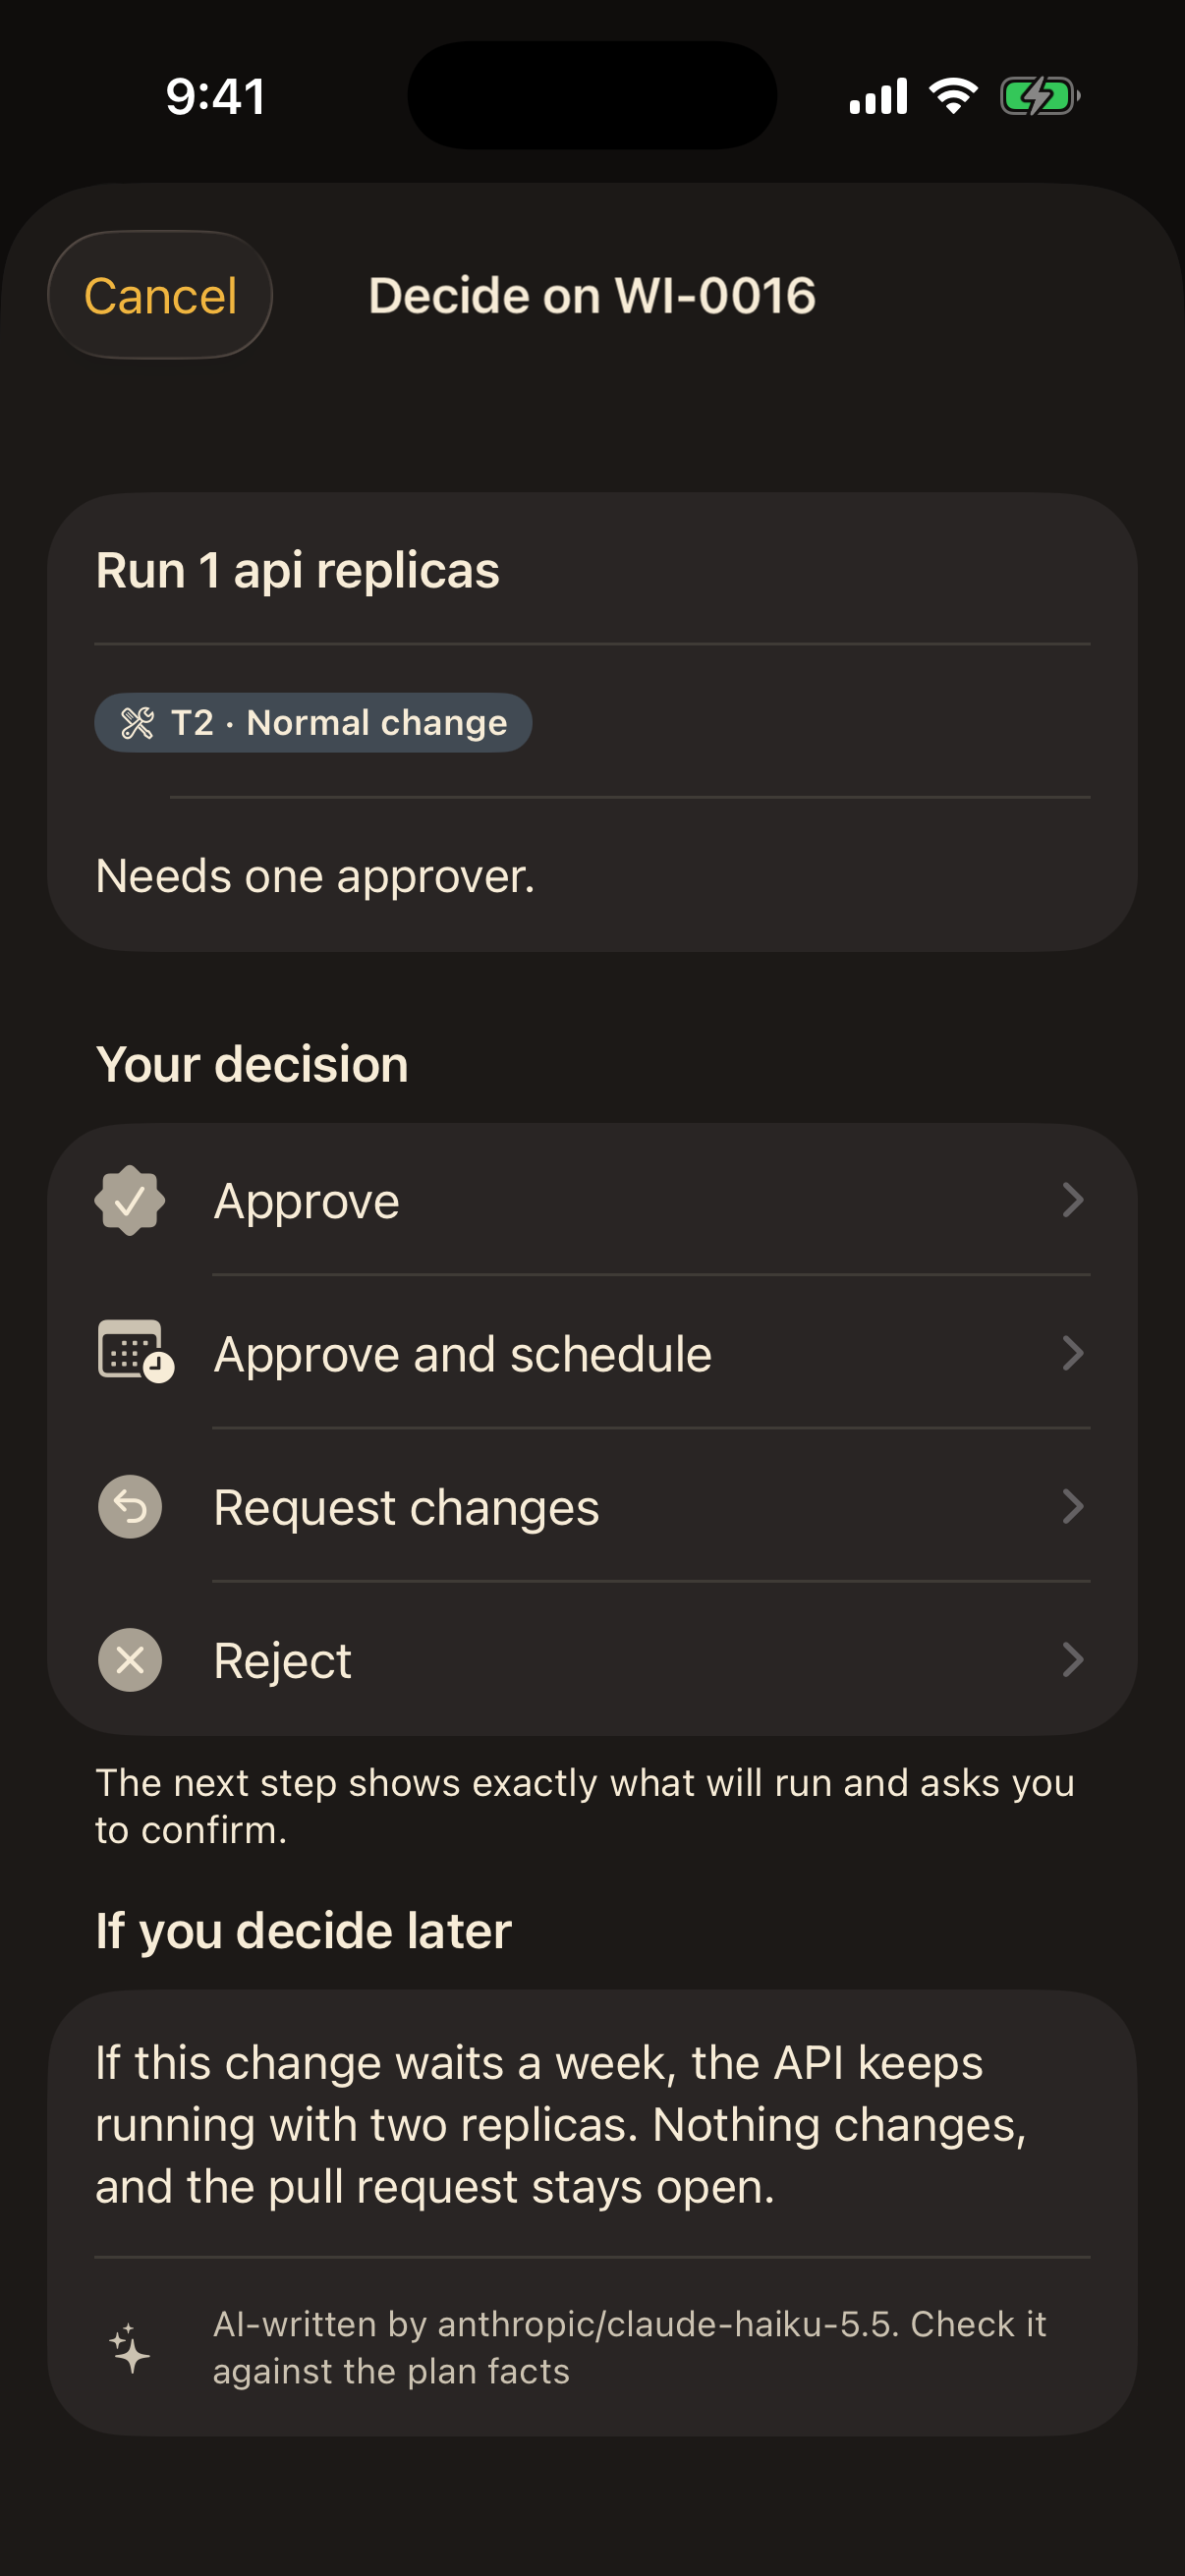 9:41
Cancel
Decide on WI-0016
Run 1 api replicas
T2 · Normal change
Needs one approver.
Your decision
Approve
Approve and schedule
Request changes
Reject
The next step shows exactly what will run and asks you
to confirm.
If you decide later
If this change waits a week, the API keeps
running with two replicas. Nothing changes,
and the pull request stays open.
AI-written by anthropic/claude-haiku-5.5. Check it
against the plan facts